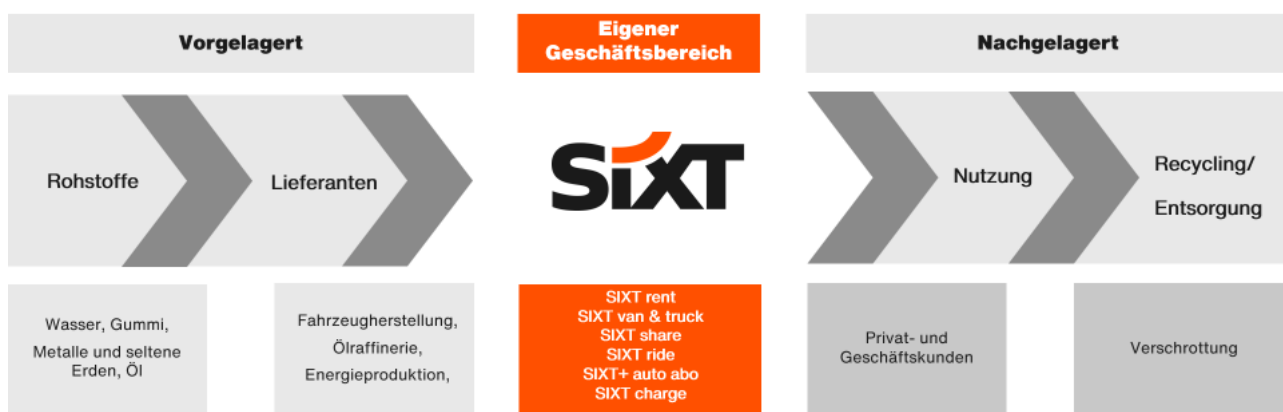 Vorgelagert
Eigener
Geschäftsbereich
Nachgelagert
Rohstoffe
Lieferanten
SIXT
Nutzung
Recycling/
Entsorgung
Wasser, Gummi,
Metalle und seltene
Erden, Öl
Fahrzeugherstellung,
Ölraffinerie,
Energieproduktion,
SIXT rent
SIXT van & truck
SIXT share
SIXT ride
SIXT+ auto abo
SIXT charge
Privat- und
Geschäftskunden
Verschrottung